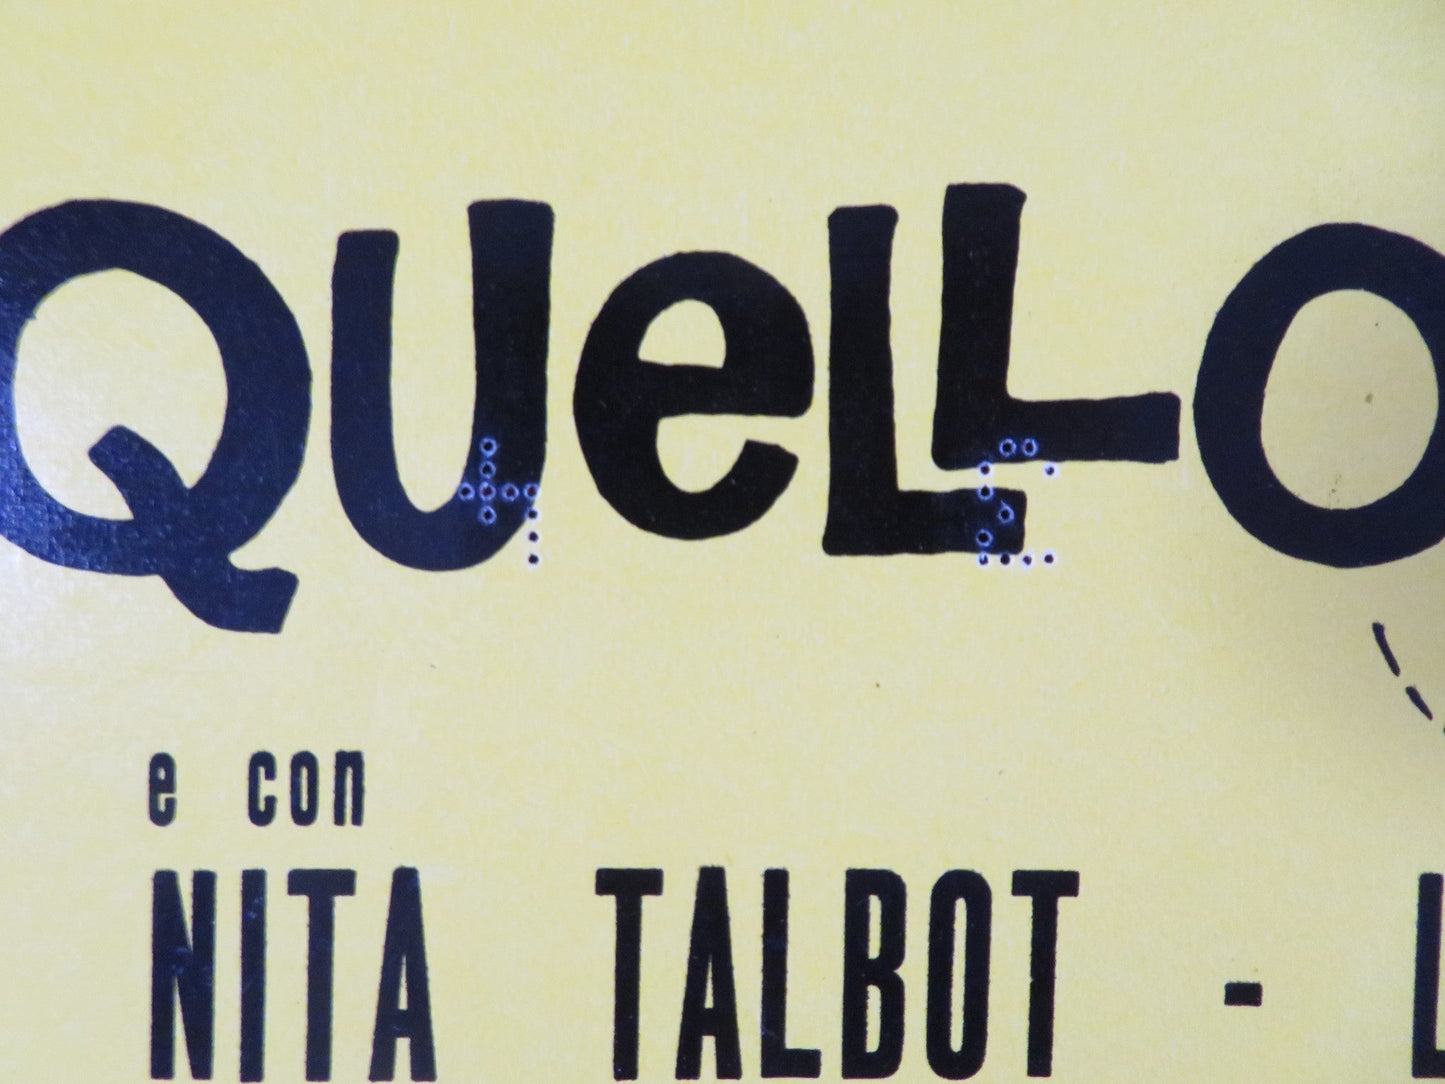 QUELLO
e con
NITA TALBOT - L